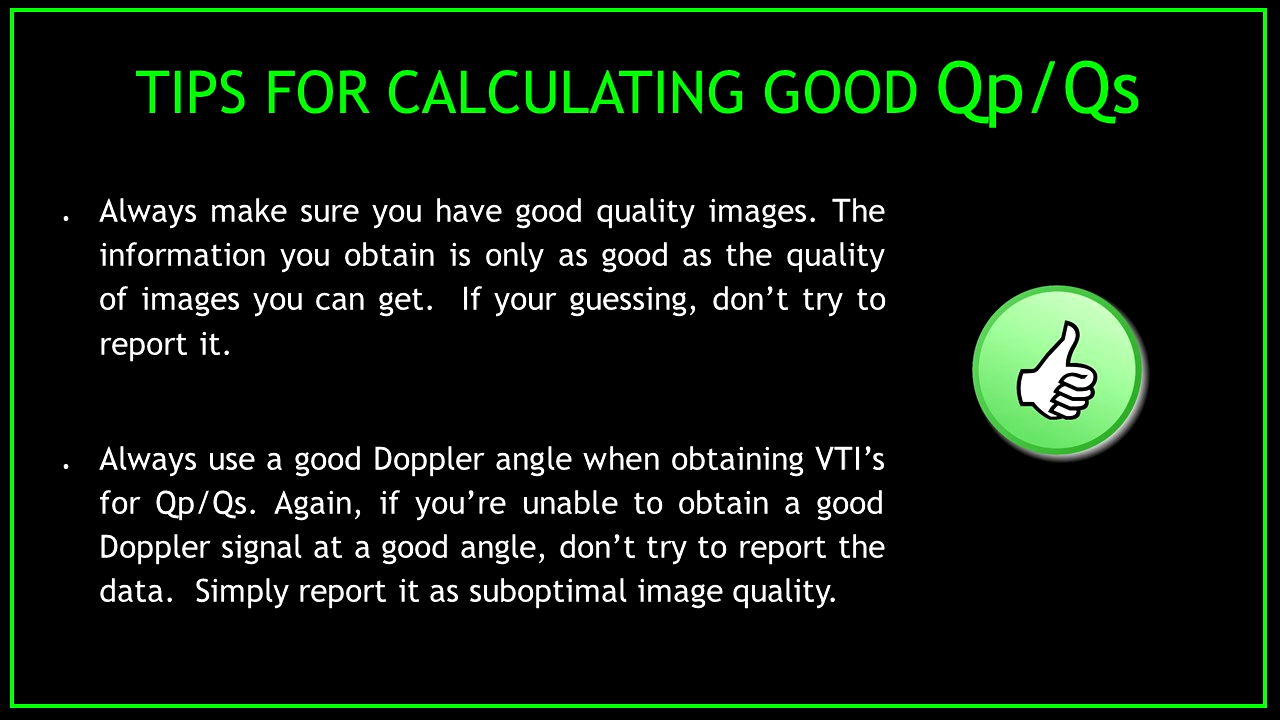 TIPS FOR CALCULATING GOOD Qp/Qs
• Always make sure you have good quality images. The
information you obtain is only as good as the quality
of images you can get.  If your guessing, don’t try to
report it.
• Always use a good Doppler angle when obtaining VTI’s
for Qp/Qs. Again, if you’re unable to obtain a good
Doppler signal at a good angle, don’t try to report the
data.  Simply report it as suboptimal image quality.